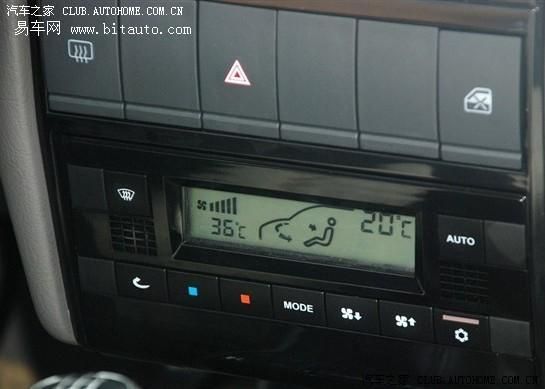 汽车之家 CLUB.AUTOHOME.COM.CN
易车网 www.bitauto.com
36°C
20°C
AUTO
MODE
汽车之家 CLUB.AUTOHOME.COM.CN